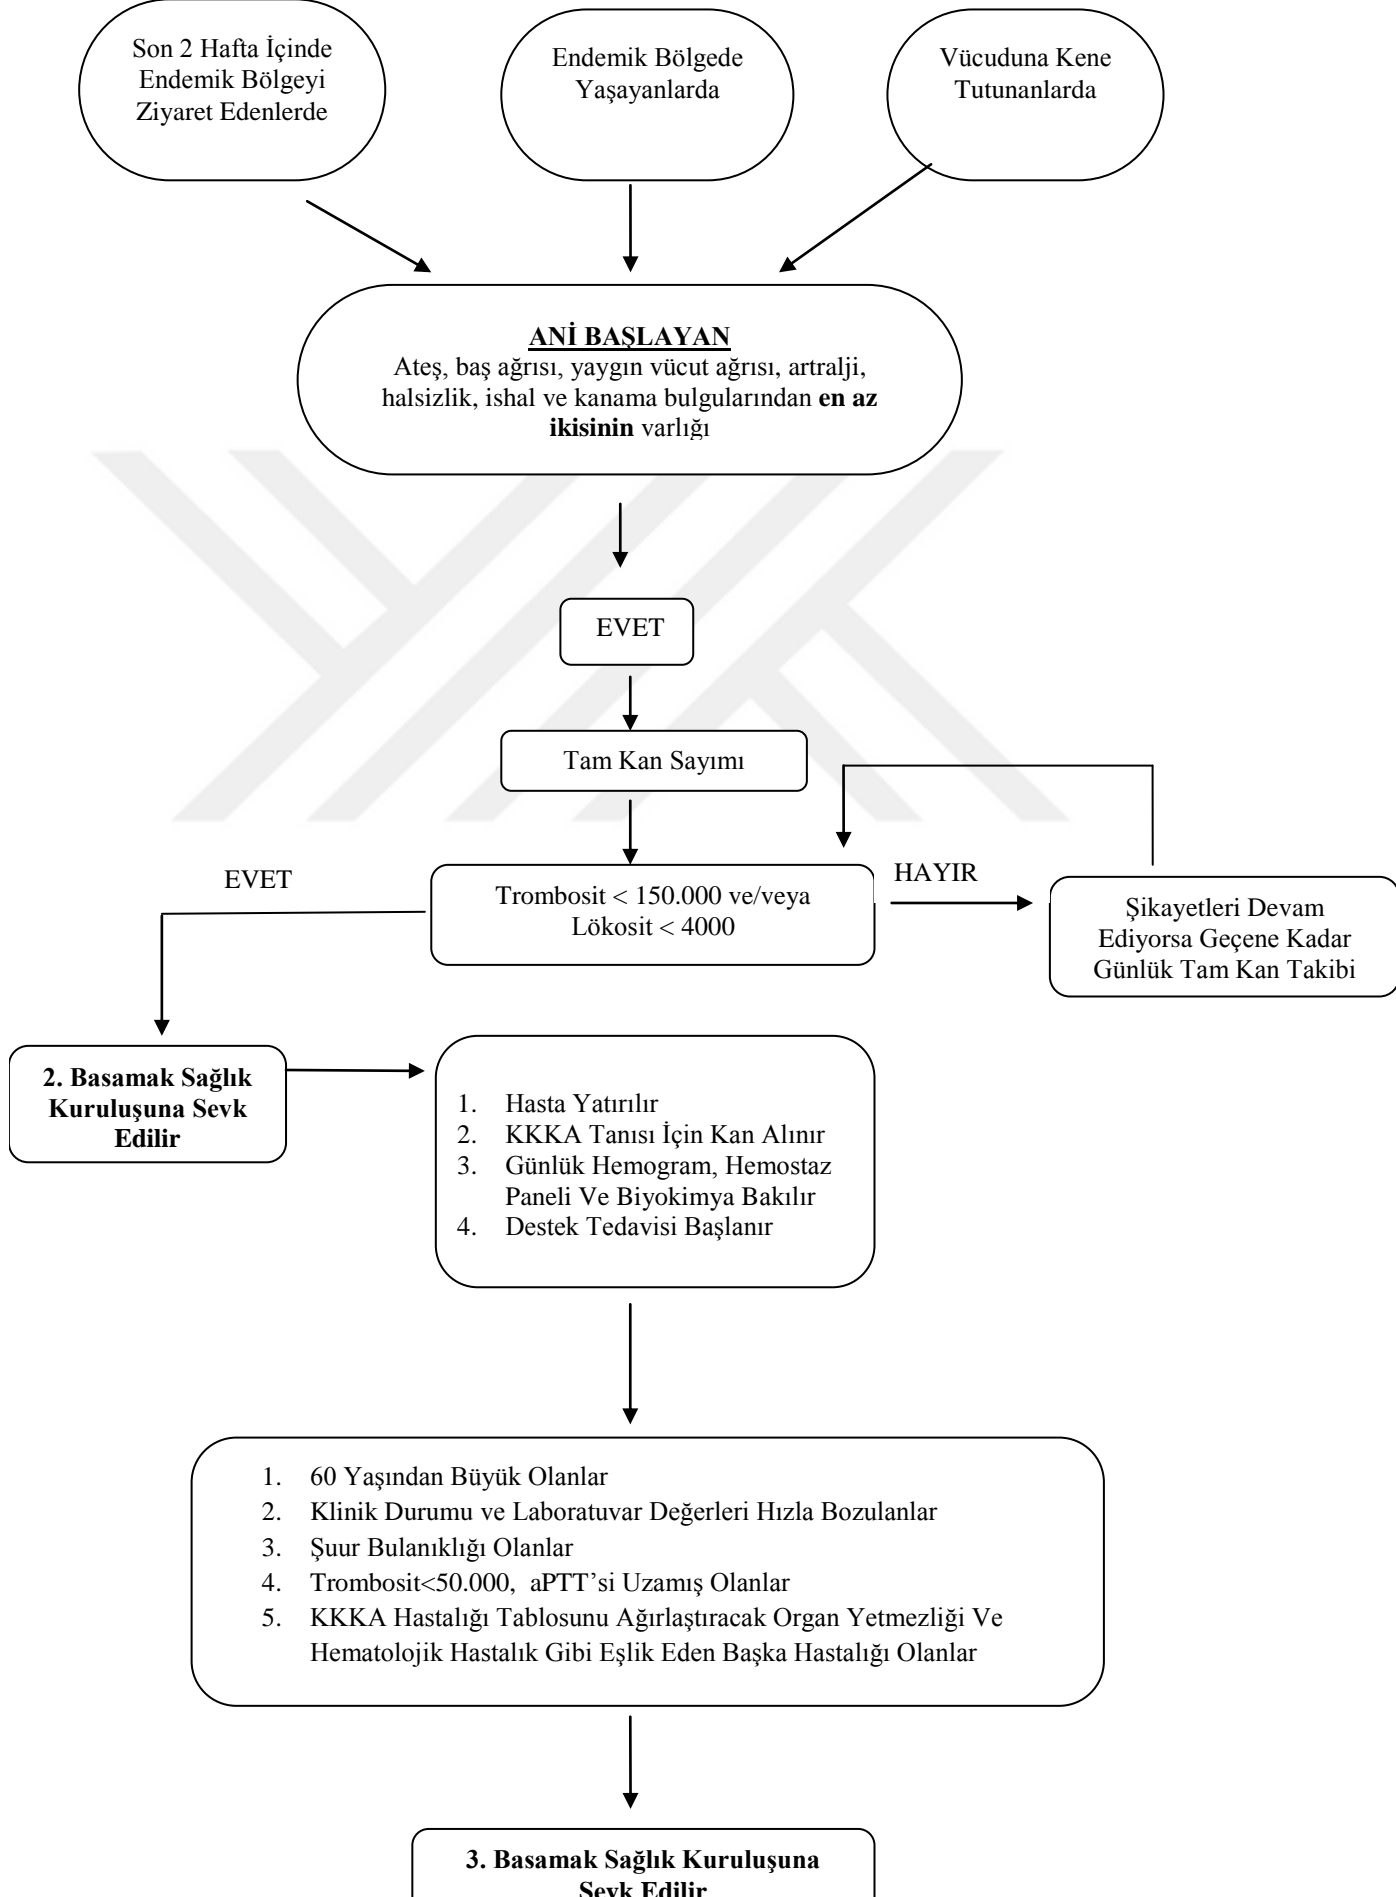 Son 2 Hafta İçinde
Endemik Bölgeyi
Ziyaret Edenlerde
Endemik Bölgede
Yaşayanlarda
Vücuduna Kene
Tutunanlarda
ANİ BAŞLAYAN
Ateş, baş ağrısı, yaygın vücut ağrısı, artralji,
halsizlik, ishal ve kanama bulgularından en az
ikisinin varlığı
EVET
Tam Kan Sayımı
EVET
Trombosit < 150.000 ve/veya
Lökosit < 4000
HAYIR
Şikayetleri Devam
Ediyorsa Geçene Kadar
Günlük Tam Kan Takibi
2. Basamak Sağlık
Kuruluşuna Sevk
Edilir
1. Hasta Yatırılır
2. KKKA Tanısı İçin Kan Alınır
3. Günlük Hemogram, Hemostaz
Paneli Ve Biyokimya Bakılır
4. Destek Tedavisi Başlanır
1. 60 Yaşından Büyük Olanlar
2. Klinik Durumu ve Laboratuvar Değerleri Hızla Bozulanlar
3. Şuur Bulanıklığı Olanlar
4. Trombosit<50.000, aPTT’si Uzamış Olanlar
5. KKKA Hastalığı Tablosunu Ağırlaştıracak Organ Yetmezliği Ve
Hematolojik Hastalık Gibi Eşlik Eden Başka Hastalığı Olanlar
3. Basamak Sağlık Kuruluşuna
Sevk Edilir